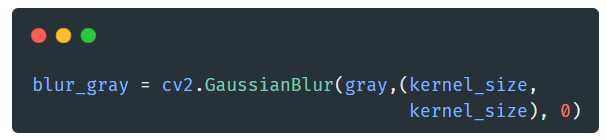 blur_gray = cv2.GaussianBlur(gray,(kernel_size,
kernel_size), 0)